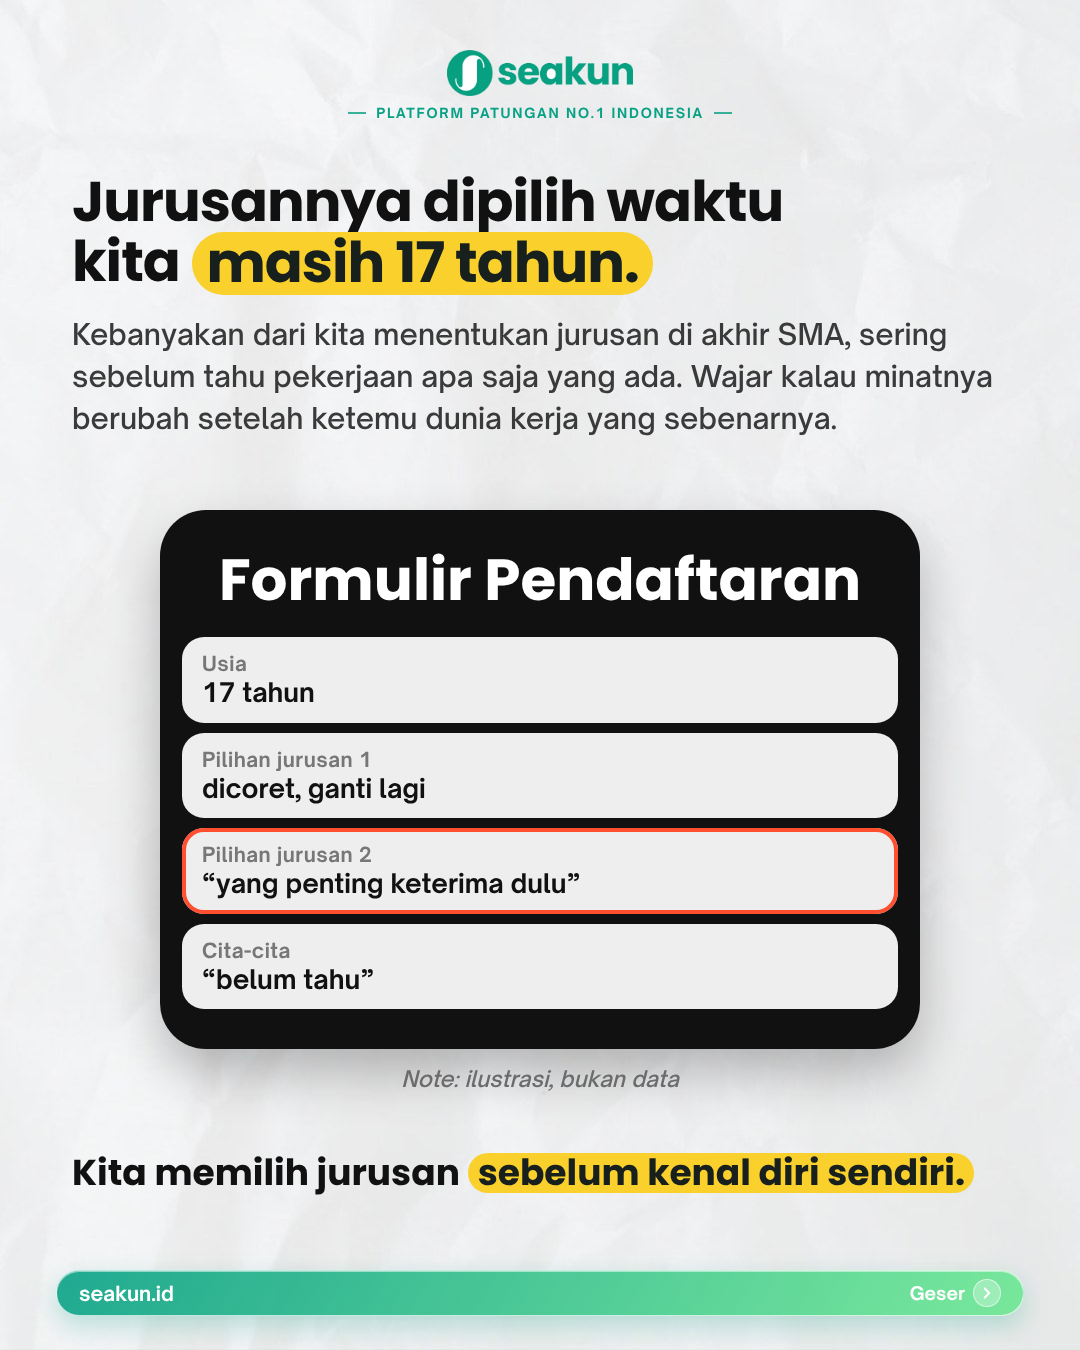 seakun
PLATFORM PATUNGAN NO.1 INDONESIA
Jurusannya dipilih waktu
kita masih 17 tahun.
Kebanyakan dari kita menentukan jurusan di akhir SMA, sering
sebelum tahu pekerjaan apa saja yang ada. Wajar kalau minatnya
berubah setelah ketemu dunia kerja yang sebenarnya.
Formulir Pendaftaran
Usia
17 tahun
Pilihan jurusan 1
dicoret, ganti lagi
Pilihan jurusan 2
“yang penting keterima dulu”
Cita-cita
“belum tahu”
Note: ilustrasi, bukan data
Kita memilih jurusan sebelum kenal diri sendiri.
seakun.id
Geser